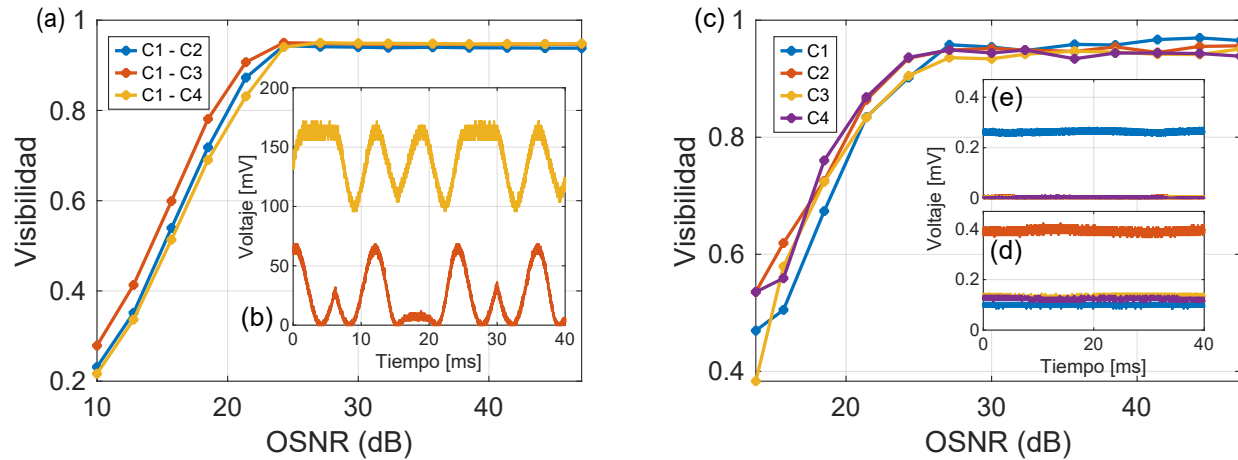 (a)
1
0.8
0.6
0.4
0.2
10
20
30
40
Visibilidad
OSNR (dB)
C1 - C2
C1 - C3
C1 - C4
200
150
100
50
0
0
10
20
30
40
Voltaje [mV]
Tiempo [ms]
(b)
(c)
1
0.8
0.6
0.4
20
30
40
Visibilidad
OSNR (dB)
C1
C2
C3
C4
(e)
0.4
0.2
0
(d)
0.4
0.2
0
0
20
40
Voltaje [mV]
Tiempo [ms]